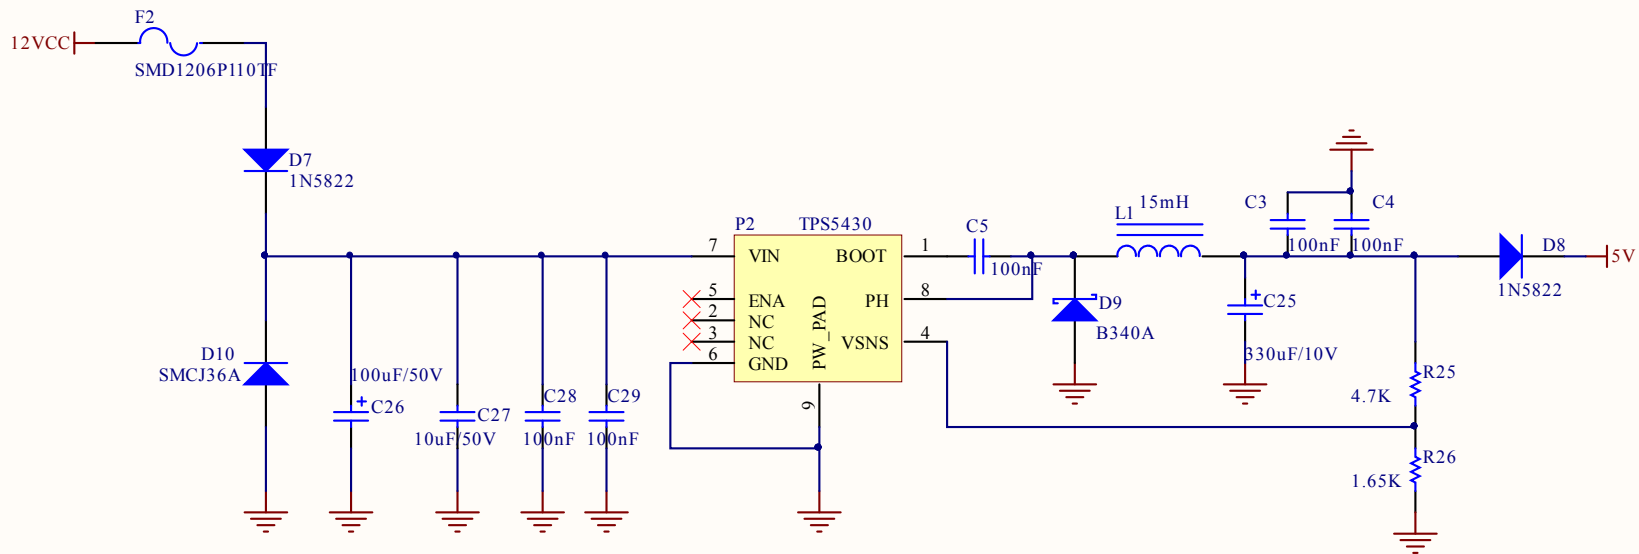 F2
12VCC
SMD1206P110TF
D7
1N5822
D10
SMCJ36A
100uF/50V
C26
C27
10uF/50V
C28
100nF
C29
100nF
P2
TPS5430
7
VIN
5
ENA
2
NC
3
NC
6
GND
PW_PAD
9
BOOT
1
PH
8
VSNS
4
C5
100nF
D9
B340A
L1
15mH
C3
100nF
C4
100nF
C25
330uF/10V
D8
1N5822
5V
R25
4.7K
R26
1.65K